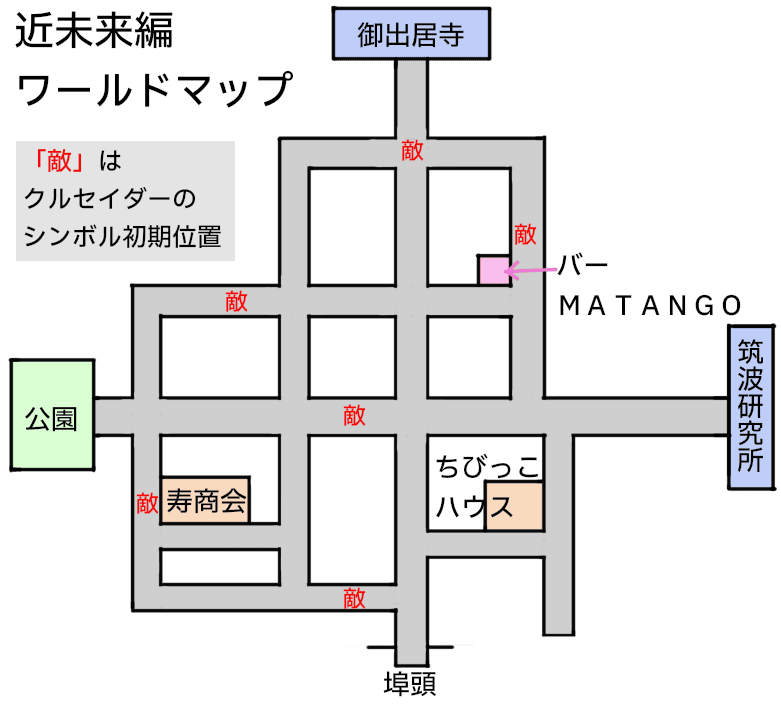 近未来編
ワールドマップ
御出居寺
「敵」は
クルセイダーの
シンボル初期位置
敵
敵
バー
ＭＡＴＡＮＧＯ
敵
筑波研究所
公園
敵
ちびっこ
ハウス
敵
寿商会
敵
埠頭